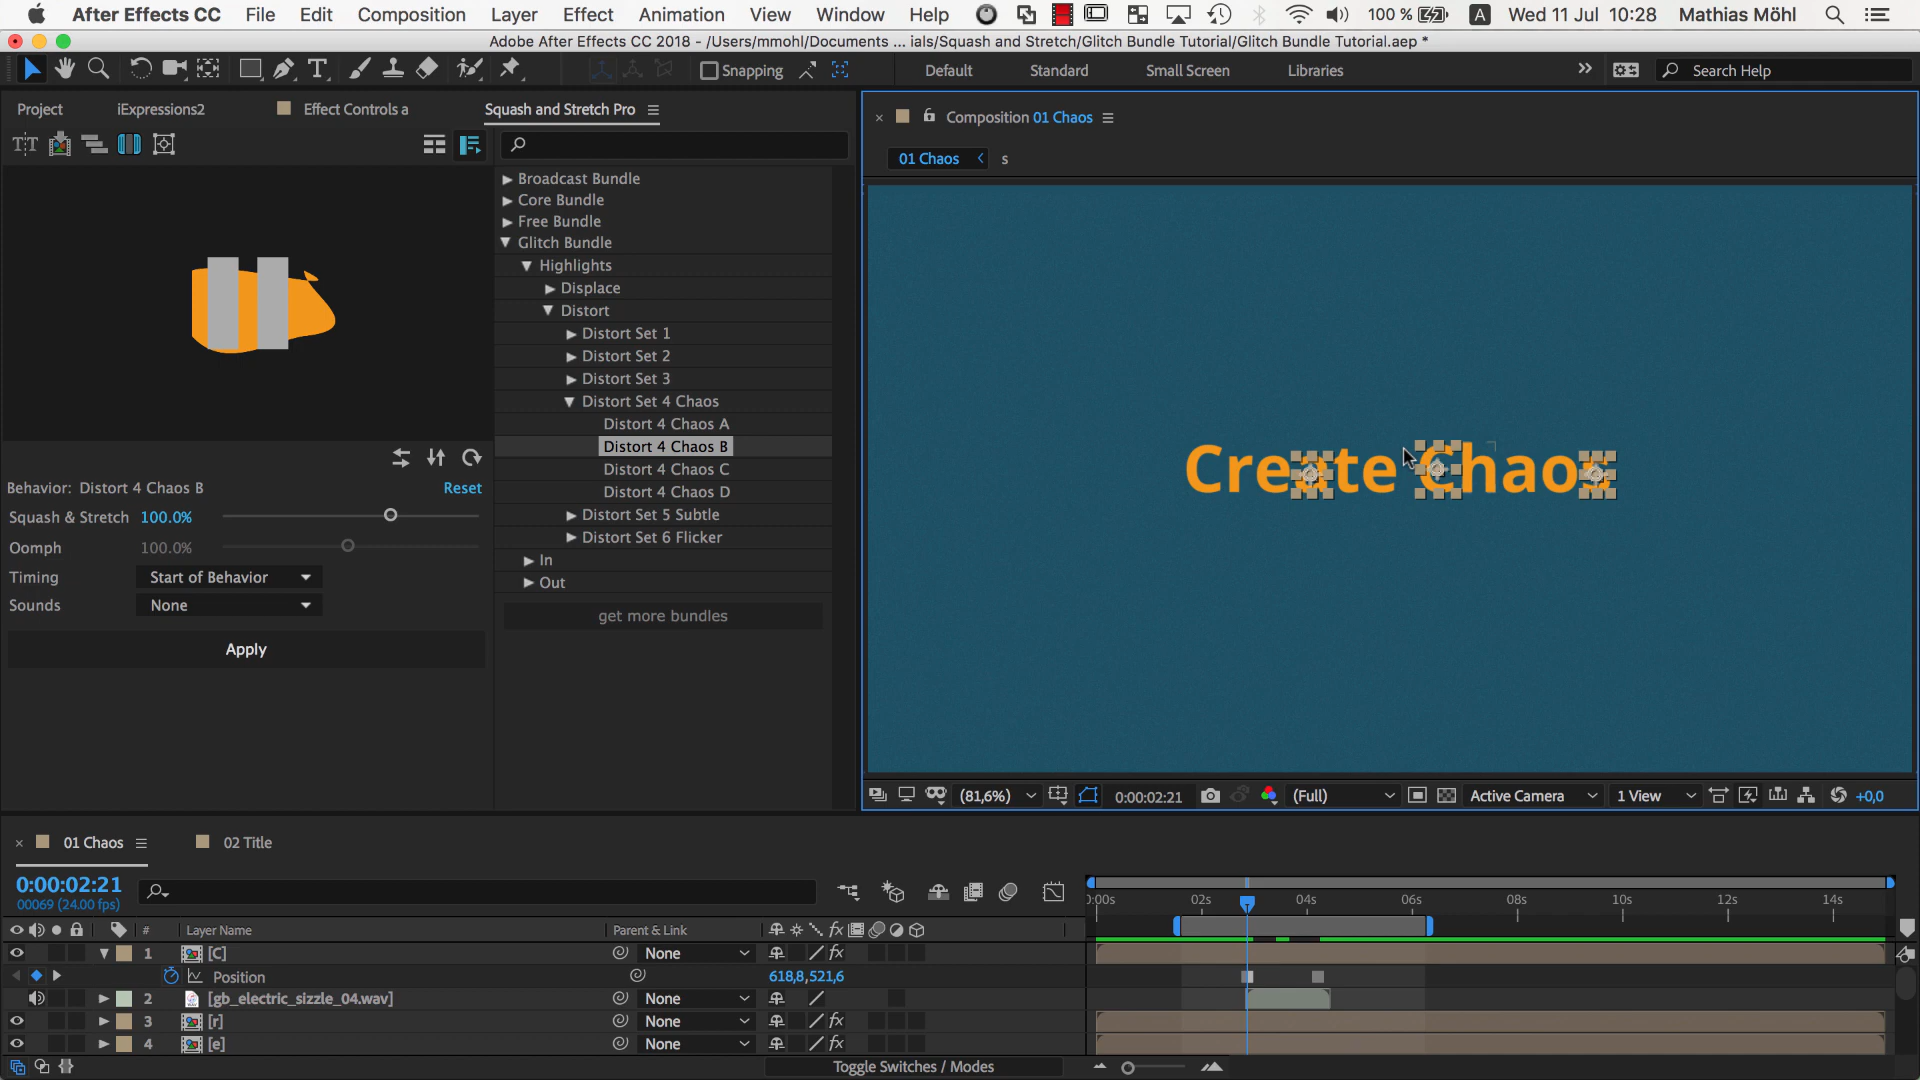 After Effects CC File Edit Composition Layer Effect Animation View Window Help 100 % A Wed 11 Jul 10:28 Mathias Möhl
Adobe After Effects CC 2018 - /Users/mmohl/Documents ... ials/Squash and Stretch/Glitch Bundle Tutorial/Glitch Bundle Tutorial.aep *
Snapping Default Standard Small Screen Libraries Search Help
Project iExpressions2 Effect Controls a Squash and Stretch Pro
Composition 01 Chaos
01 Chaos s
Broadcast Bundle
Core Bundle
Free Bundle
Glitch Bundle
Highlights
Displace
Distort
Distort Set 1
Distort Set 2
Distort Set 3
Distort Set 4 Chaos
Distort 4 Chaos A
Distort 4 Chaos B
Distort 4 Chaos C
Distort 4 Chaos D
Distort Set 5 Subtle
Distort Set 6 Flicker
In
Out
get more bundles
Behavior: Distort 4 Chaos B Reset
Squash & Stretch 100.0%
Oomph 100.0%
Timing Start of Behavior
Sounds None
Apply
Create Chaos
(81,6%) 0:00:02:21 (Full) Active Camera 1 View +0,0
01 Chaos 02 Title
0:00:02:21
00069 (24.00 fps)
0:00s 02s 04s 06s 08s 10s 12s 14s
# Layer Name Parent & Link fx
1 [C] None fx
Position 618,8,521,6
2 [gb_electric_sizzle_04.wav] None
3 [r] None fx
4 [e] None fx
Toggle Switches / Modes